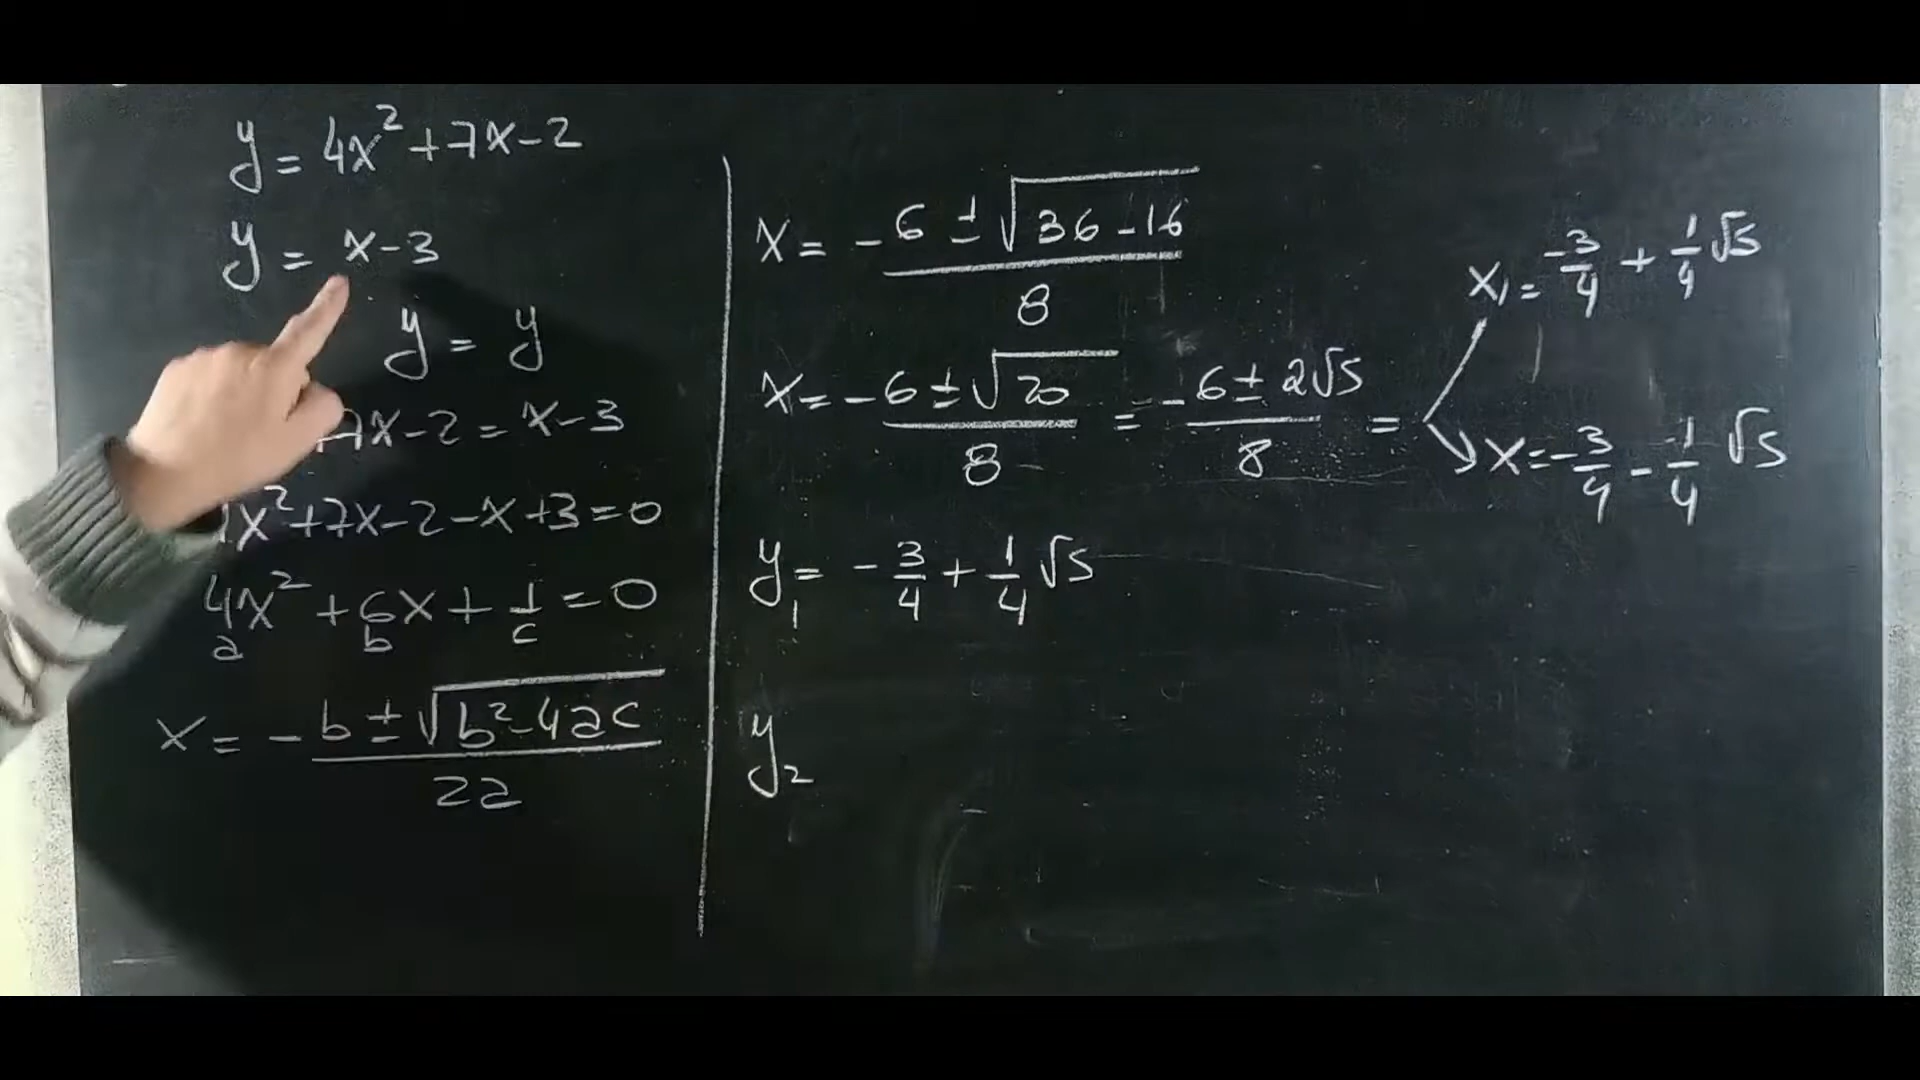 y = 4x² + 7x - 2
y = x - 3
y = y
7x - 2 = x - 3
4x² + 7x - 2 - x + 3 = 0
4x² + 6x + 1 = 0
a b c
x = -b ± √b² - 4ac
2a
x = -6 ± √36 - 16
8
x = -6 ± √20 = -6 ± 2√5 =
8 8
x₁ = -3/4 + 1/4 √5
x = -3/4 - 1/4 √5
y₁ = -3/4 + 1/4 √5
y₂